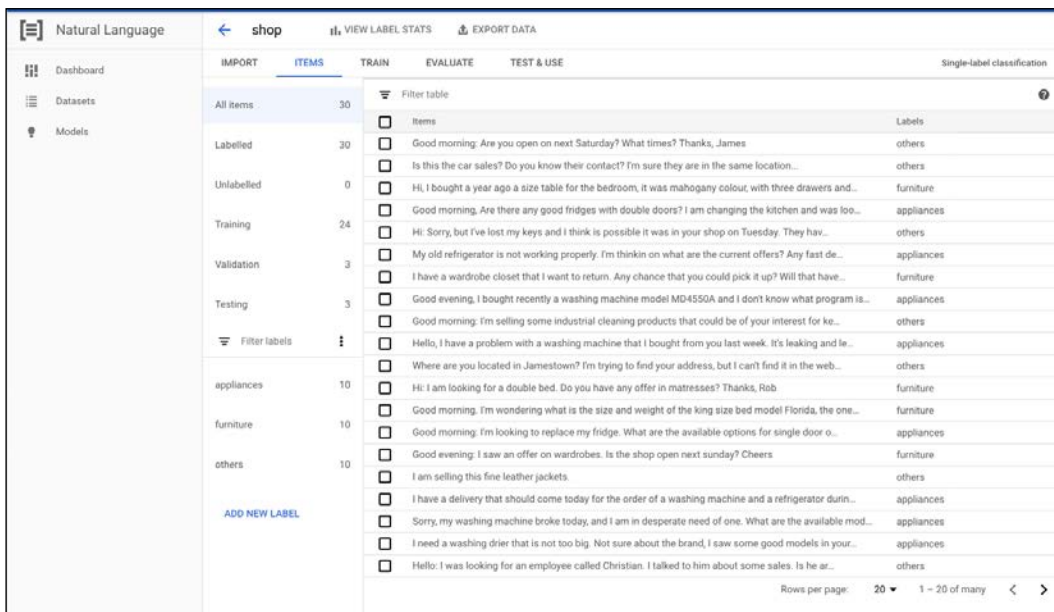 Natural Language
shop
VIEW LABEL STATS
EXPORT DATA
Dashboard
Datasets
Models
IMPORT
ITEMS
TRAIN
EVALUATE
TEST & USE
Single-label classification
All items 30
Labelled 30
Unlabelled 0
Training 24
Validation 3
Testing 3
Filter labels
appliances 10
furniture 10
others 10
ADD NEW LABEL
Filter table
Items Labels
Good morning: Are you open on next Saturday? What times? Thanks, James others
Is this the car sales? Do you know their contact? I'm sure they are in the same location... others
Hi, I bought a year ago a size table for the bedroom, it was mahogany colour, with three drawers and... furniture
Good morning, Are there any good fridges with double doors? I am changing the kitchen and was loo... appliances
Hi: Sorry, but I've lost my keys and I think is possible it was in your shop on Tuesday. They hav... others
My old refrigerator is not working properly. I'm thinkin on what are the current offers? Any fast de... appliances
I have a wardrobe closet that I want to return. Any chance that you could pick it up? Will that have... furniture
Good evening, I bought recently a washing machine model MD4550A and I don't know what program is... appliances
Good morning: I'm selling some industrial cleaning products that could be of your interest for ke... others
Hello, I have a problem with a washing machine that I bought from you last week. It's leaking and le... appliances
Where are you located in Jamestown? I'm trying to find your address, but I can't find it in the web... others
Hi: I am looking for a double bed. Do you have any offer in matresses? Thanks, Rob furniture
Good morning. I'm wondering what is the size and weight of the king size bed model Florida, the one... furniture
Good morning: I'm looking to replace my fridge. What are the available options for single door o... appliances
Good evening: I saw an offer on wardrobes. Is the shop open next sunday? Cheers furniture
I am selling this fine leather jackets. others
I have a delivery that should come today for the order of a washing machine and a refrigerator durin... appliances
Sorry, my washing machine broke today, and I am in desperate need of one. What are the available mod... appliances
I need a washing drier that is not too big. Not sure about the brand, I saw some good models in your... appliances
Hello: I was looking for an employee called Christian. I talked to him about some sales. Is he ar... others
Rows per page: 20 1 – 20 of many